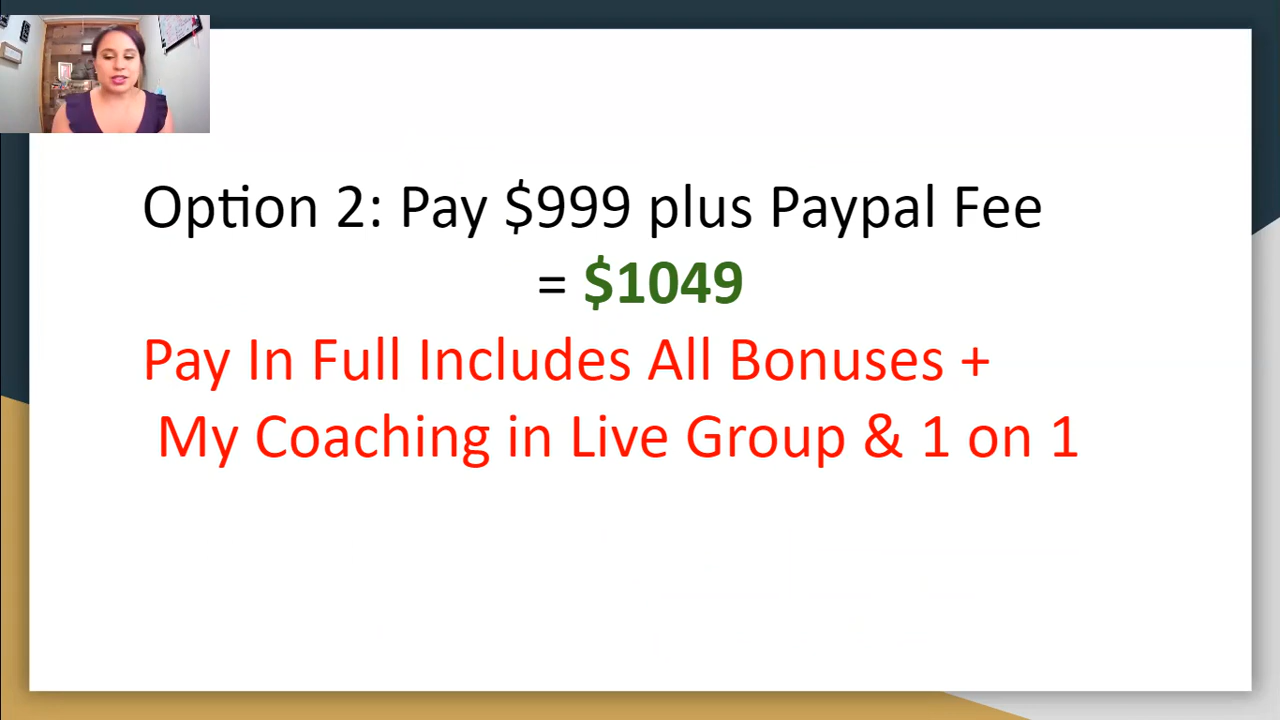 Option 2: Pay $999 plus Paypal Fee
= $1049
Pay In Full Includes All Bonuses +
My Coaching in Live Group & 1 on 1